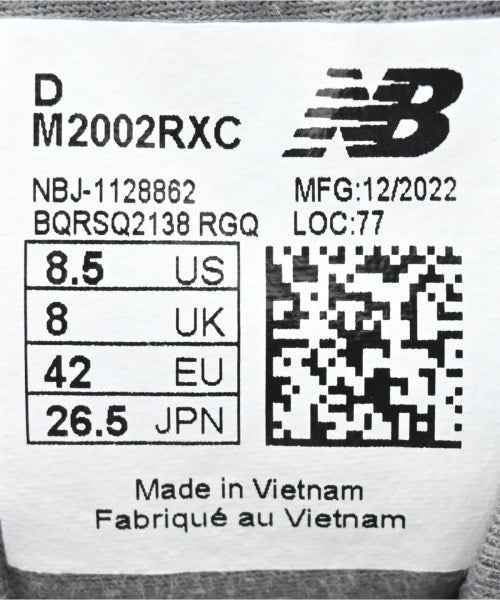 D
M2002RXC
NB
NBJ-1128862 MFG:12/2022
BQRSQ2138 RGQ LOC:77
8.5 US
8 UK
42 EU
26.5 JPN
Made in Vietnam
Fabriqué au Vietnam